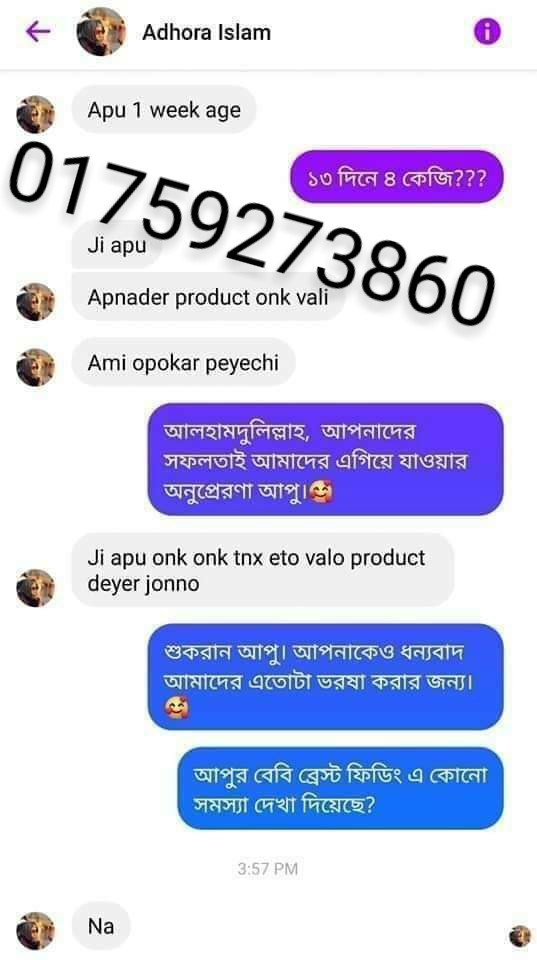 Adhora Islam
Apu 1 week age
১৩ দিনে ৪ কেজি???
01759273860
Ji apu
Apnader product onk vali
Ami opokar peyechi
আলহামদুলিল্লাহ, আপনাদের
সফলতাই আমাদের এগিয়ে যাওয়ার
অনুপ্রেরণা আপু।🥰
Ji apu onk onk tnx eto valo product
deyer jonno
শুকরান আপু। আপনাকেও ধন্যবাদ
আমাদের এতোটা ভরষা করার জন্য।
🥰
আপুর বেবি ব্রেস্ট ফিডিং এ কোনো
সমস্যা দেখা দিয়েছে?
3:57 PM
Na